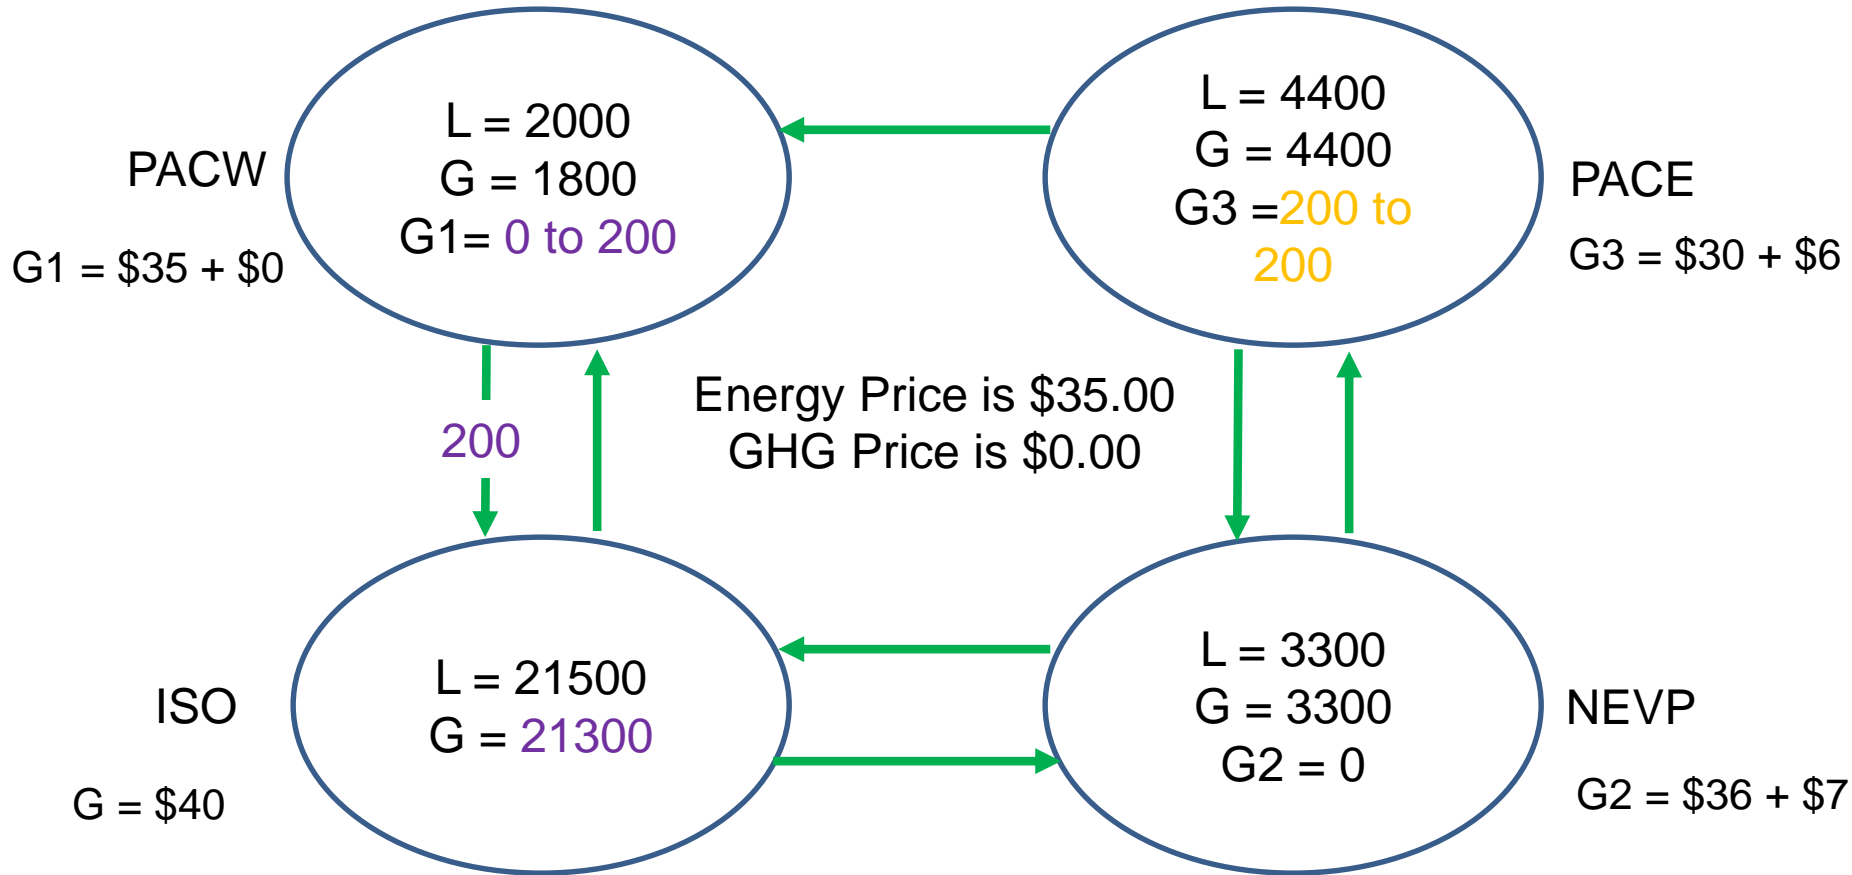 L = 2000
G = 1800
G1= 0 to 200
PACW
G1 = $35 + $0
L = 4400
G = 4400
G3 =200 to
200
PACE
G3 = $30 + $6
200
Energy Price is $35.00
GHG Price is $0.00
ISO
G = $40
L = 21500
G = 21300
L = 3300
G = 3300
G2 = 0
NEVP
G2 = $36 + $7